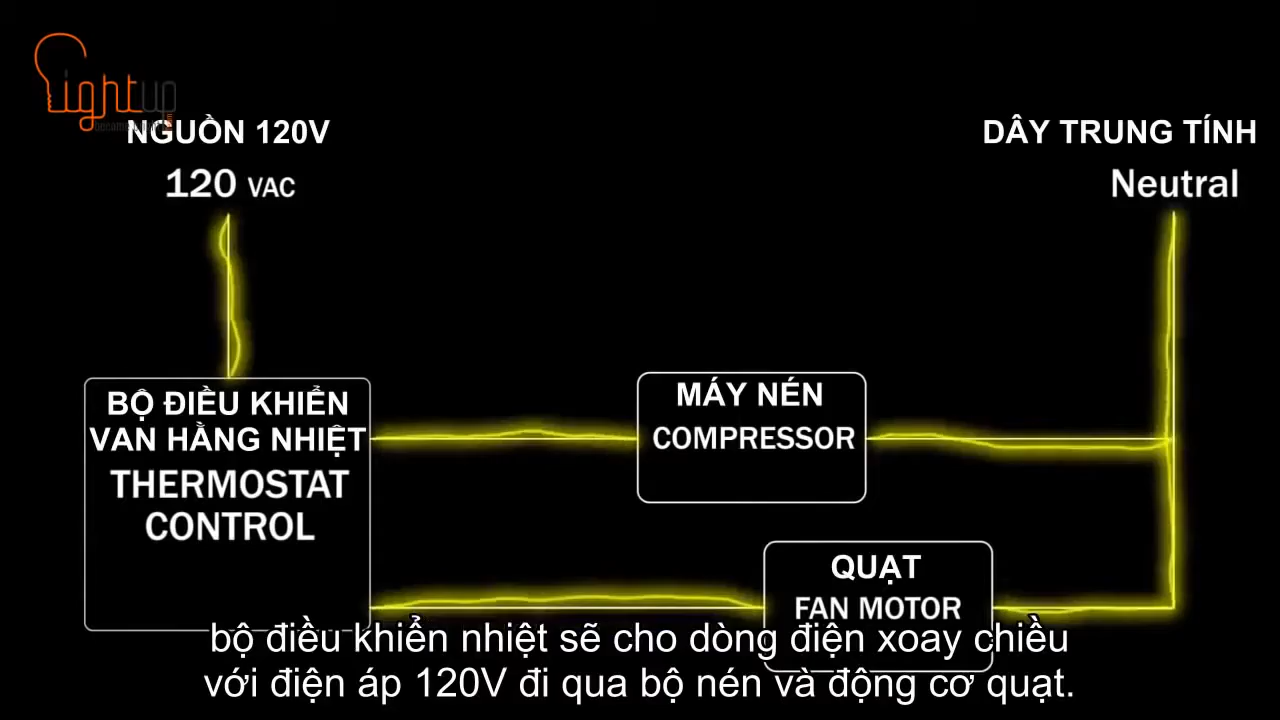 lightup
NGUỒN 120V
120 VAC
DÂY TRUNG TÍNH
Neutral
BỘ ĐIỀU KHIỂN
VAN HẰNG NHIỆT
THERMOSTAT
CONTROL
MÁY NÉN
COMPRESSOR
QUẠT
FAN MOTOR
bộ điều khiển nhiệt sẽ cho dòng điện xoay chiều
với điện áp 120V đi qua bộ nén và động cơ quạt.